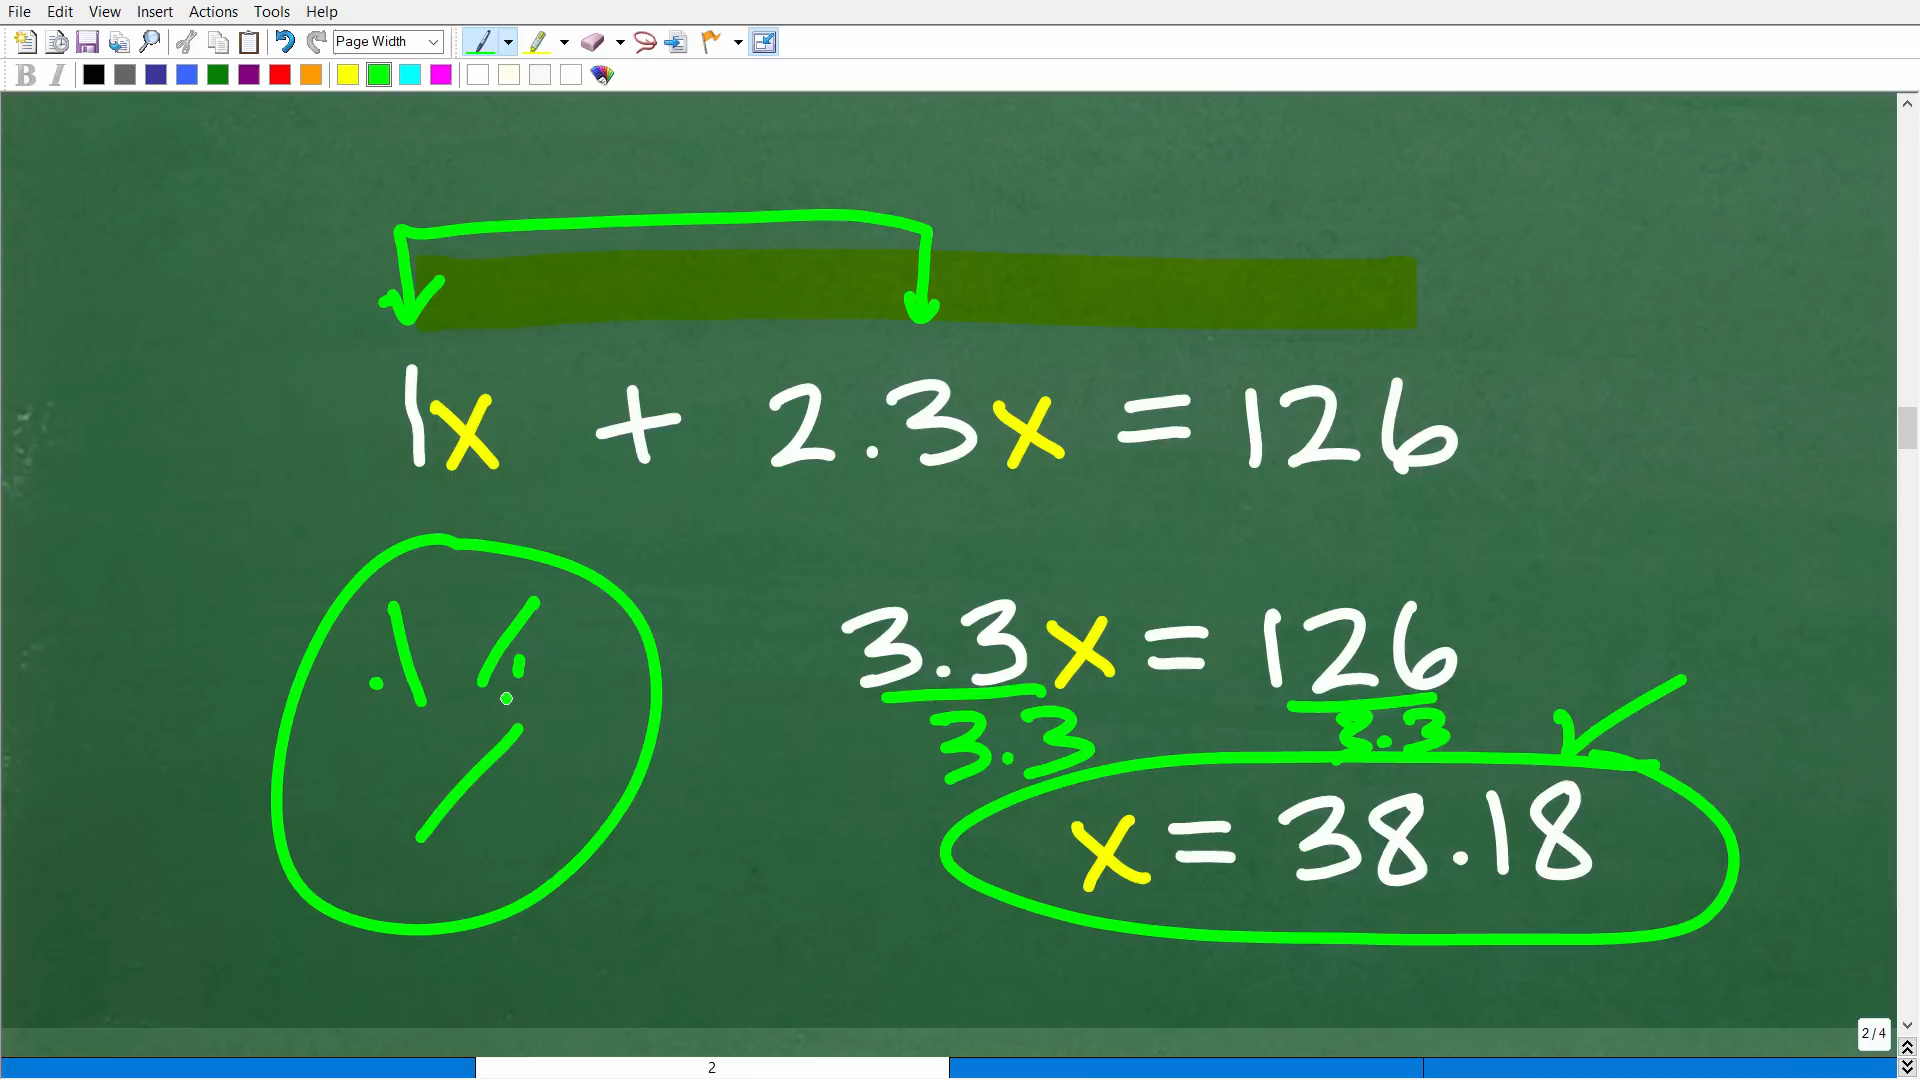 File Edit View Insert Actions Tools Help
Page Width
B I
1x + 2.3x = 126
3.3x = 126
3.3 3.3
x = 38.18
2 / 4
2